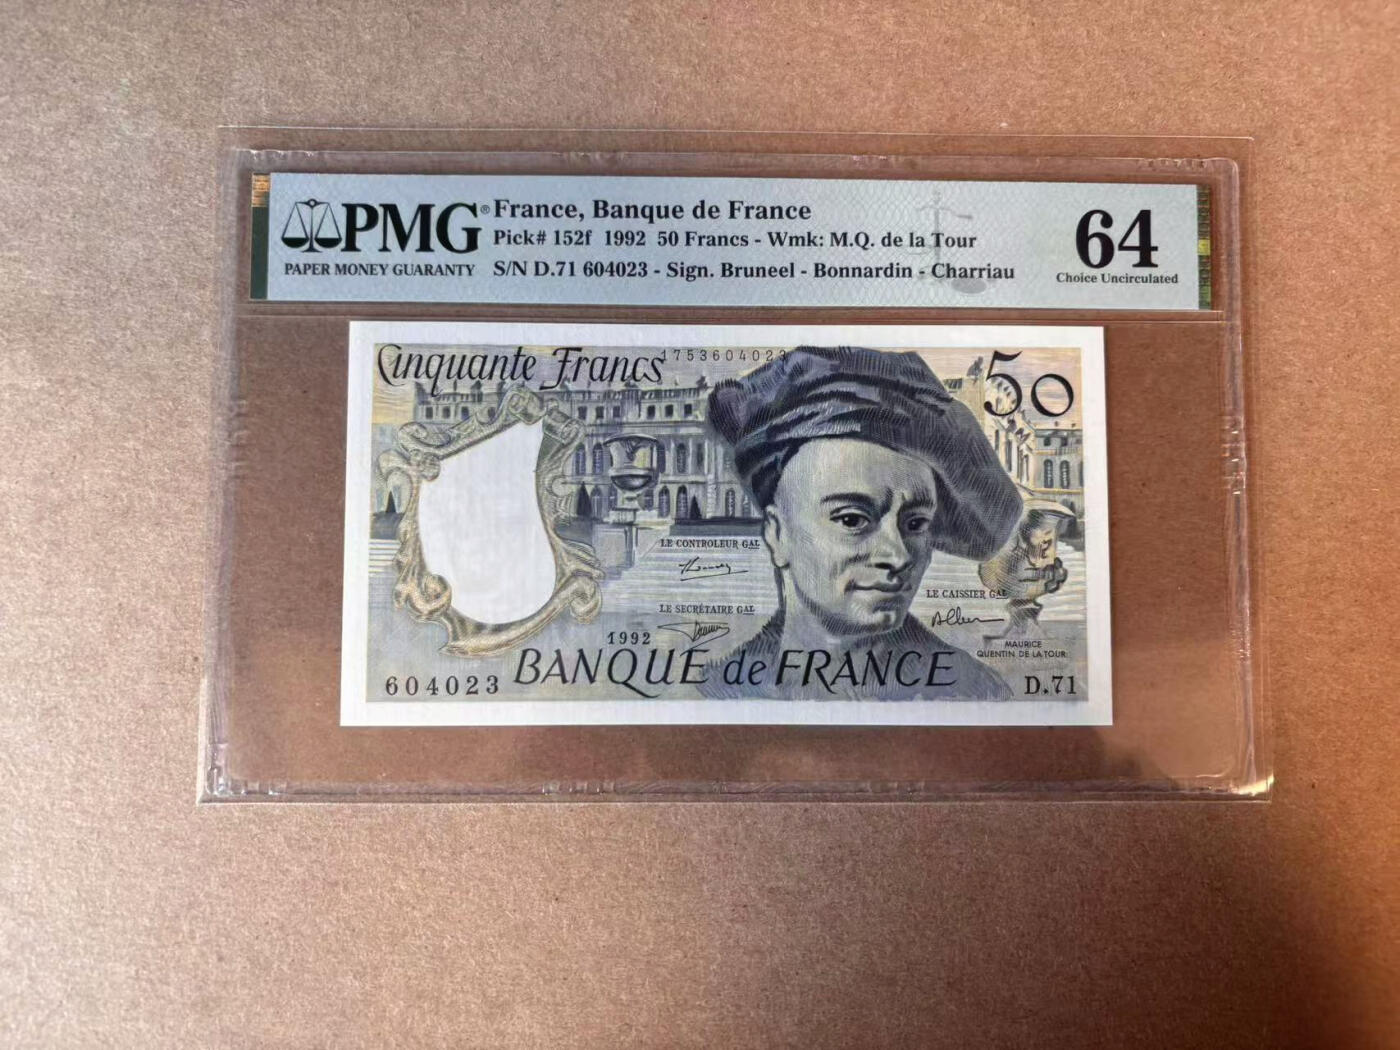 PMG®
PAPER MONEY GUARANTY
France, Banque de France
Pick# 152f 1992 50 Francs - Wmk: M.Q. de la Tour
S/N D.71 604023 - Sign. Bruneel - Bonnardin - Charriau
64
Choice Uncirculated
Cinquante Francs
1753604023
50
LE CONTROLEUR GAL
LE SECRÉTAIRE GAL
LE CAISSIER GAL
1992
MAURICE
QUENTIN DE LA TOUR
BANQUE de FRANCE
604023
D.71